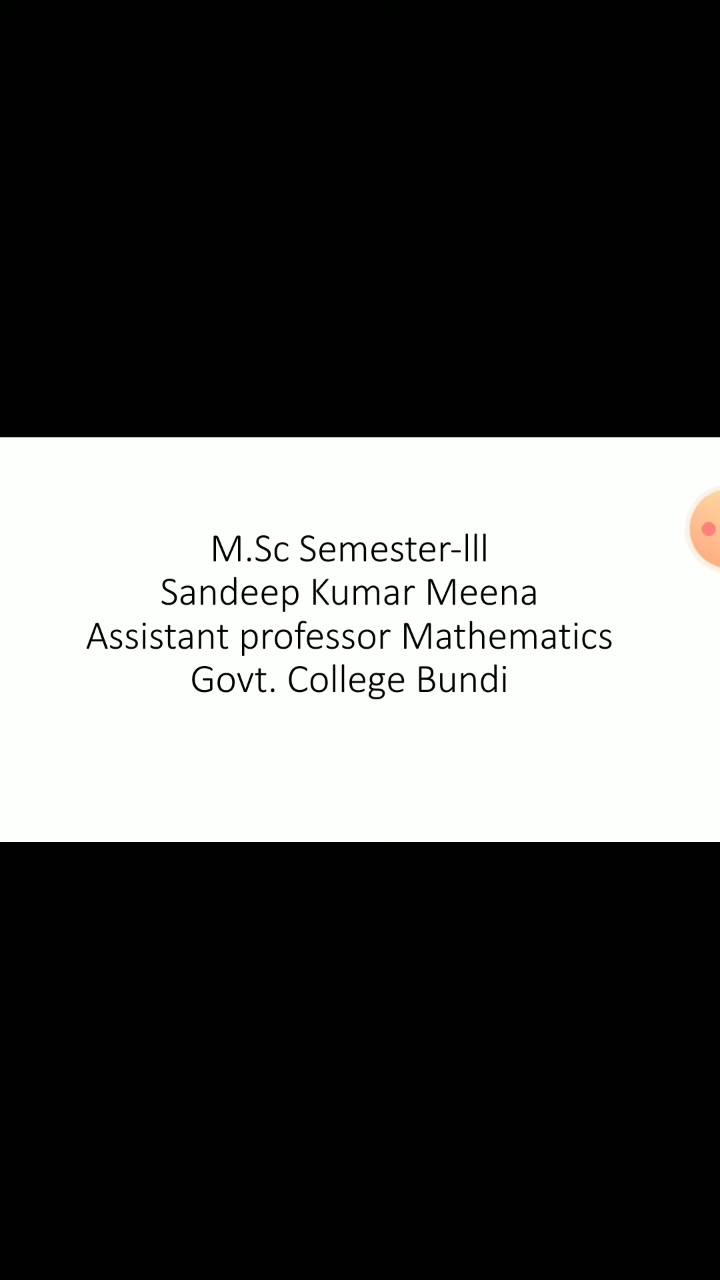 M.Sc Semester-lll
Sandeep Kumar Meena
Assistant professor Mathematics
Govt. College Bundi